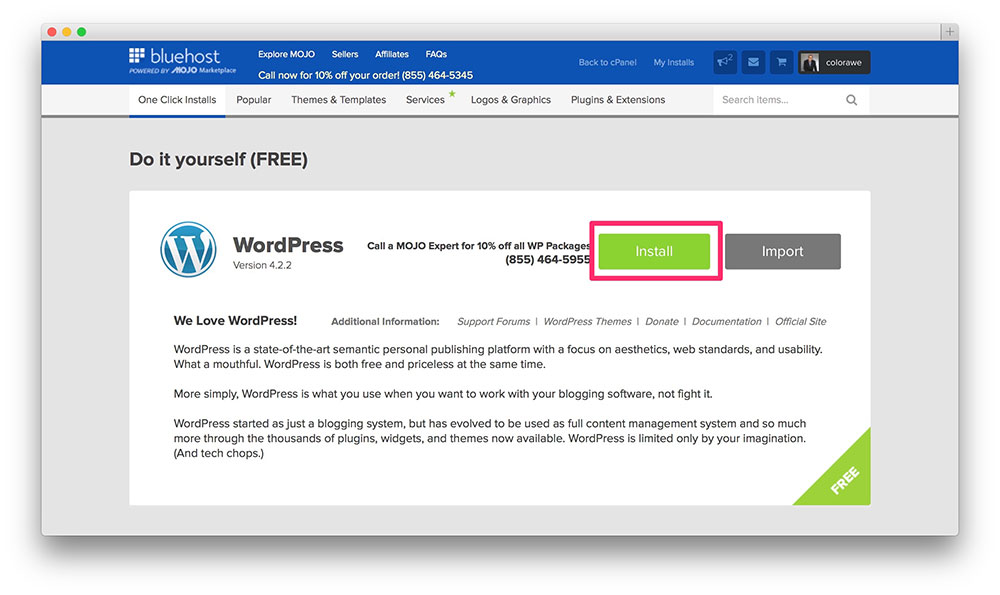 bluehost
POWERED BY MOJO Marketplace
Explore MOJO Sellers Affiliates FAQs
Call now for 10% off your order! (855) 464-5345
Back to cPanel My Installs 2 colorawe
One Click Installs Popular Themes & Templates Services Logos & Graphics Plugins & Extensions Search items...
Do it yourself (FREE)
WordPress
Version 4.2.2
Call a MOJO Expert for 10% off all WP Packages
(855) 464-5955
Install Import
We Love WordPress! Additional Information: Support Forums | WordPress Themes | Donate | Documentation | Official Site
WordPress is a state-of-the-art semantic personal publishing platform with a focus on aesthetics, web standards, and usability.
What a mouthful. WordPress is both free and priceless at the same time.
More simply, WordPress is what you use when you want to work with your blogging software, not fight it.
WordPress started as just a blogging system, but has evolved to be used as full content management system and so much
more through the thousands of plugins, widgets, and themes now available. WordPress is limited only by your imagination.
(And tech chops.)
FREE